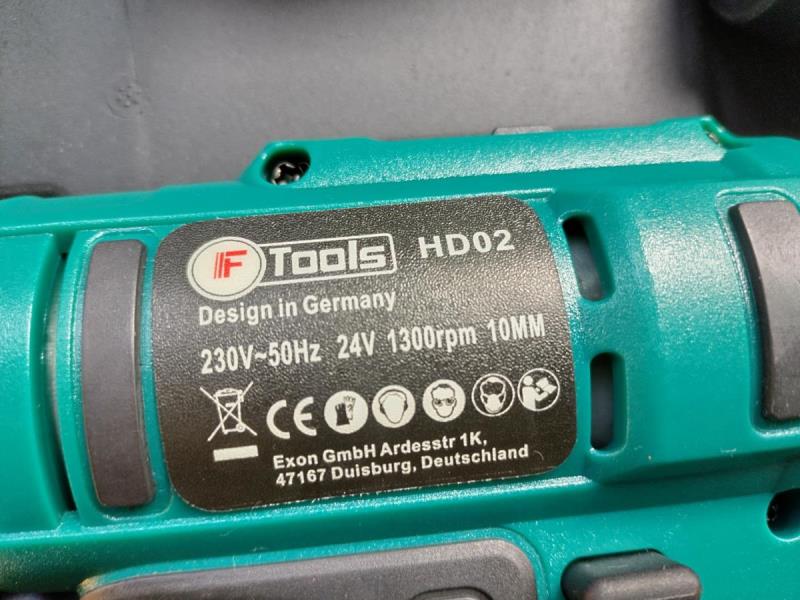 F Tools HD02
Design in Germany
230V~50Hz 24V 1300rpm 10MM
CE
Exon GmbH Ardesstr 1K,
47167 Duisburg, Deutschland